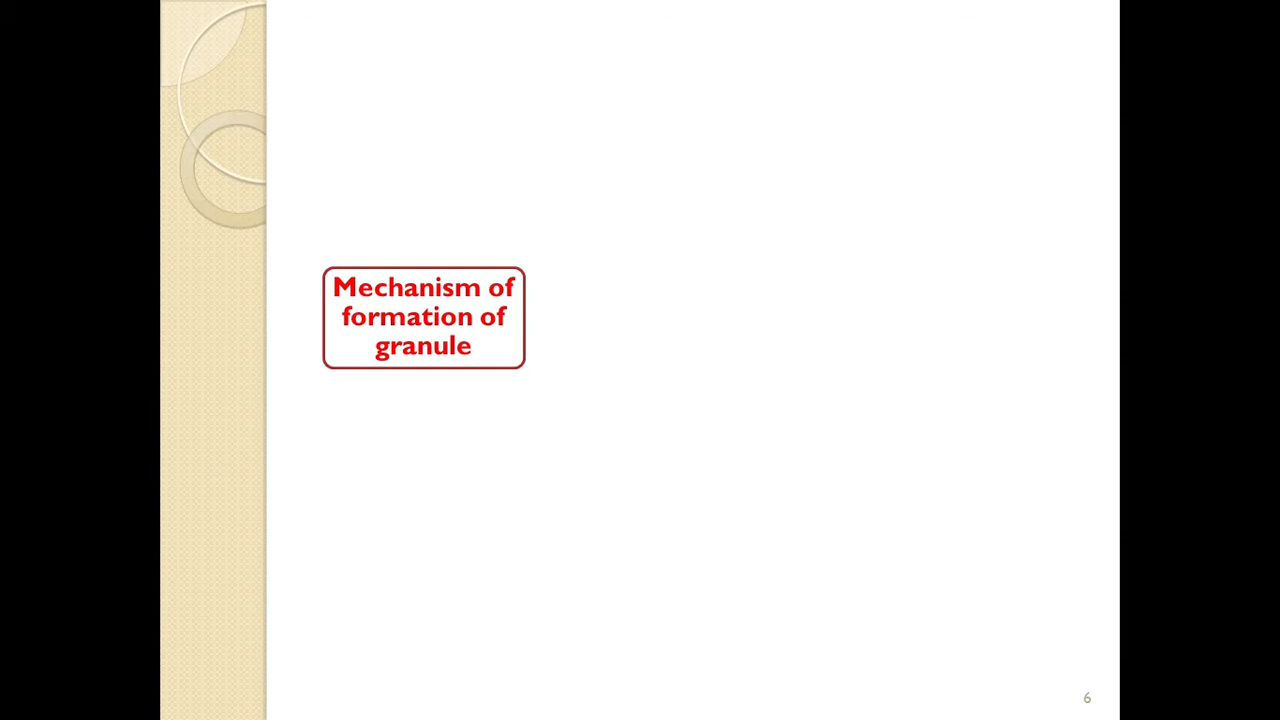 Mechanism of
formation of
granule
6